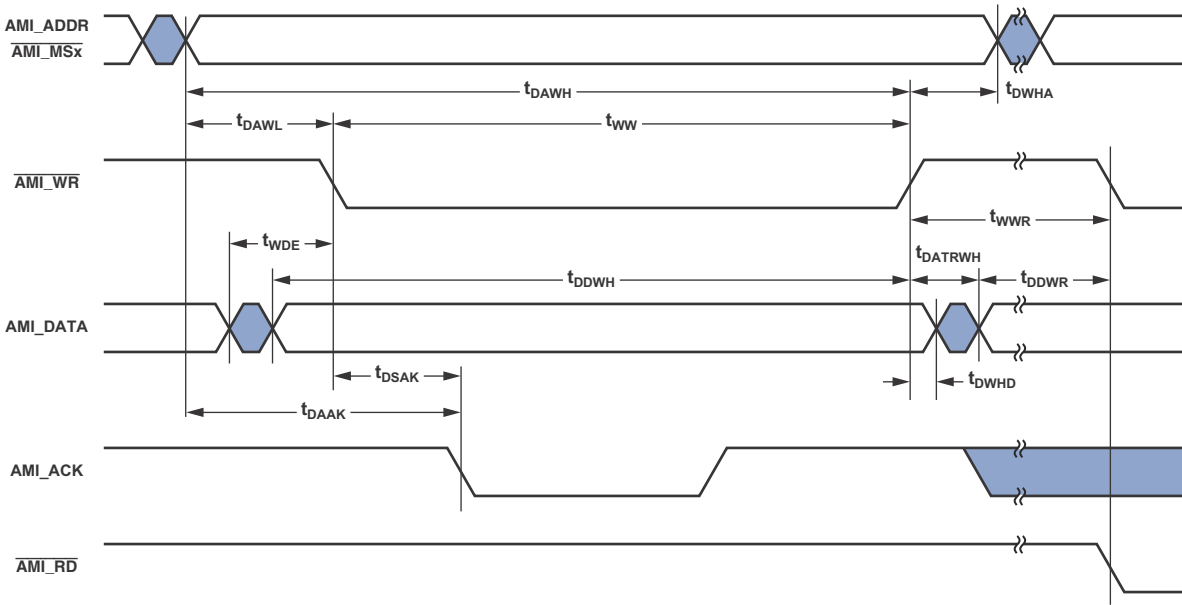 AMI_ADDR
AMI_MSx
tDAWH
tDWHA
tDAWL
tWW
AMI_WR
tWWR
tWDE
tDATRWH
tDDWH
tDDWR
AMI_DATA
tDSAK
tDWHD
tDAAK
AMI_ACK
AMI_RD